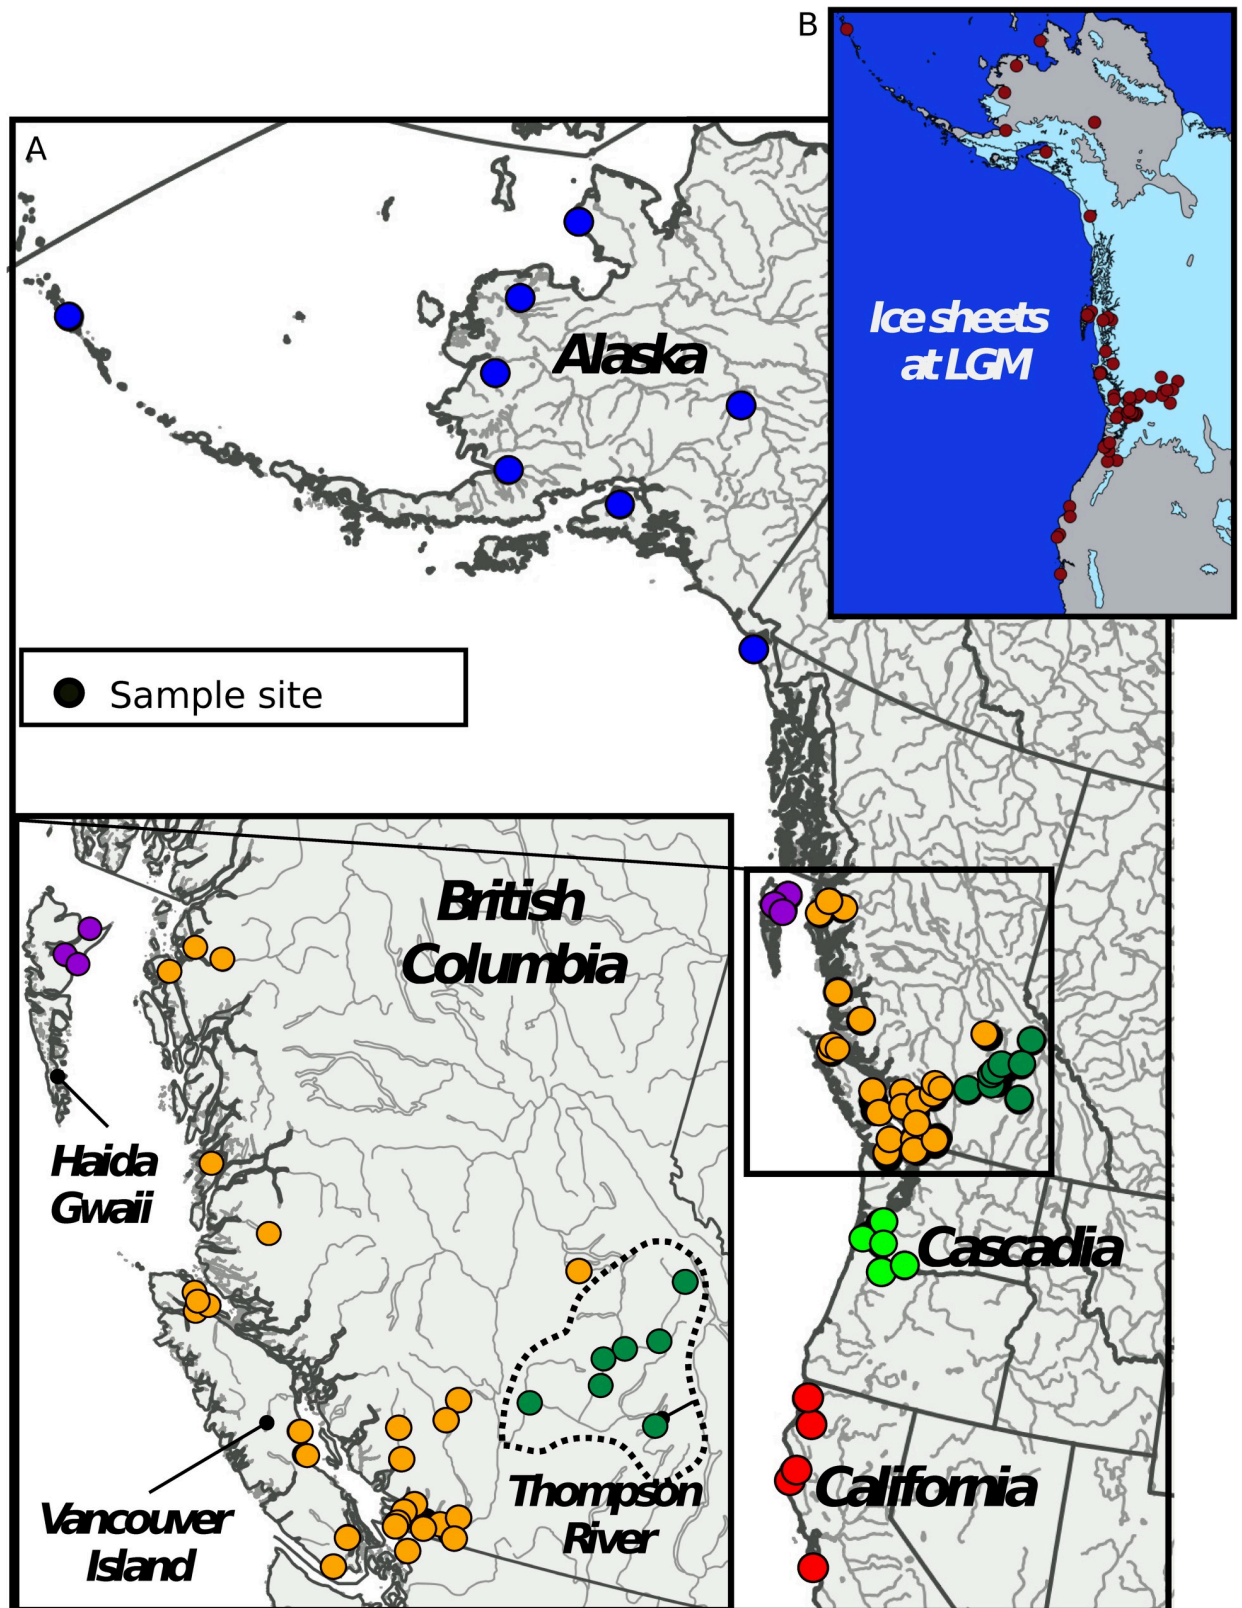 B
A
Ice sheets
at LGM
Alaska
Sample site
British
Columbia
Haida
Gwaii
Cascadia
Thompson
River
California
Vancouver
Island